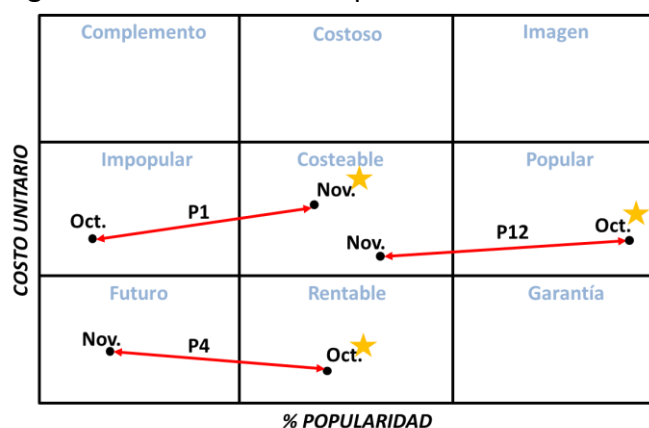 Complemento
Costoso
Imagen
Impopular
Costeable
Popular
Nov.
P1
Oct.
Oct.
P12
Nov.
Futuro
Rentable
Garantía
Nov.
P4
Oct.
COSTO UNITARIO
% POPULARIDAD